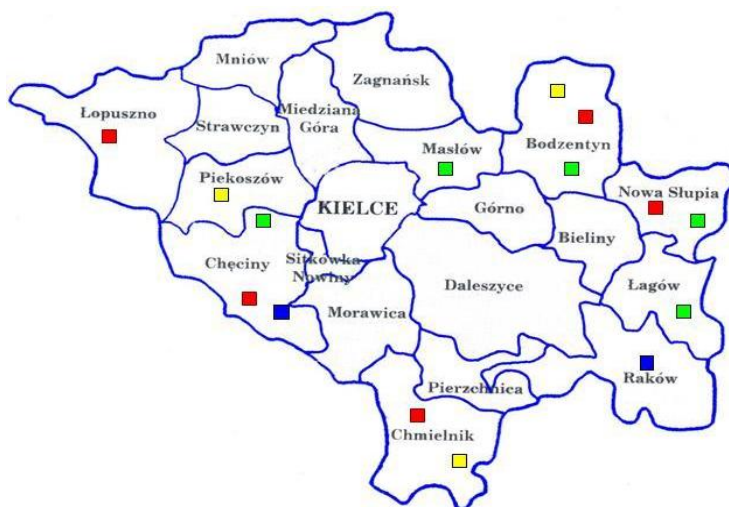 Mniów
Zagnańsk
Łopuszno
Strawczyn
Miedziana
Góra
Masłów
Bodzentyn
Piekoszów
KIELCE
Górno
Nowa Słupia
Bieliny
Chęciny
Sitkówka
Nowiny
Daleszyce
Łagów
Morawica
Raków
Pierzchnica
Chmielnik